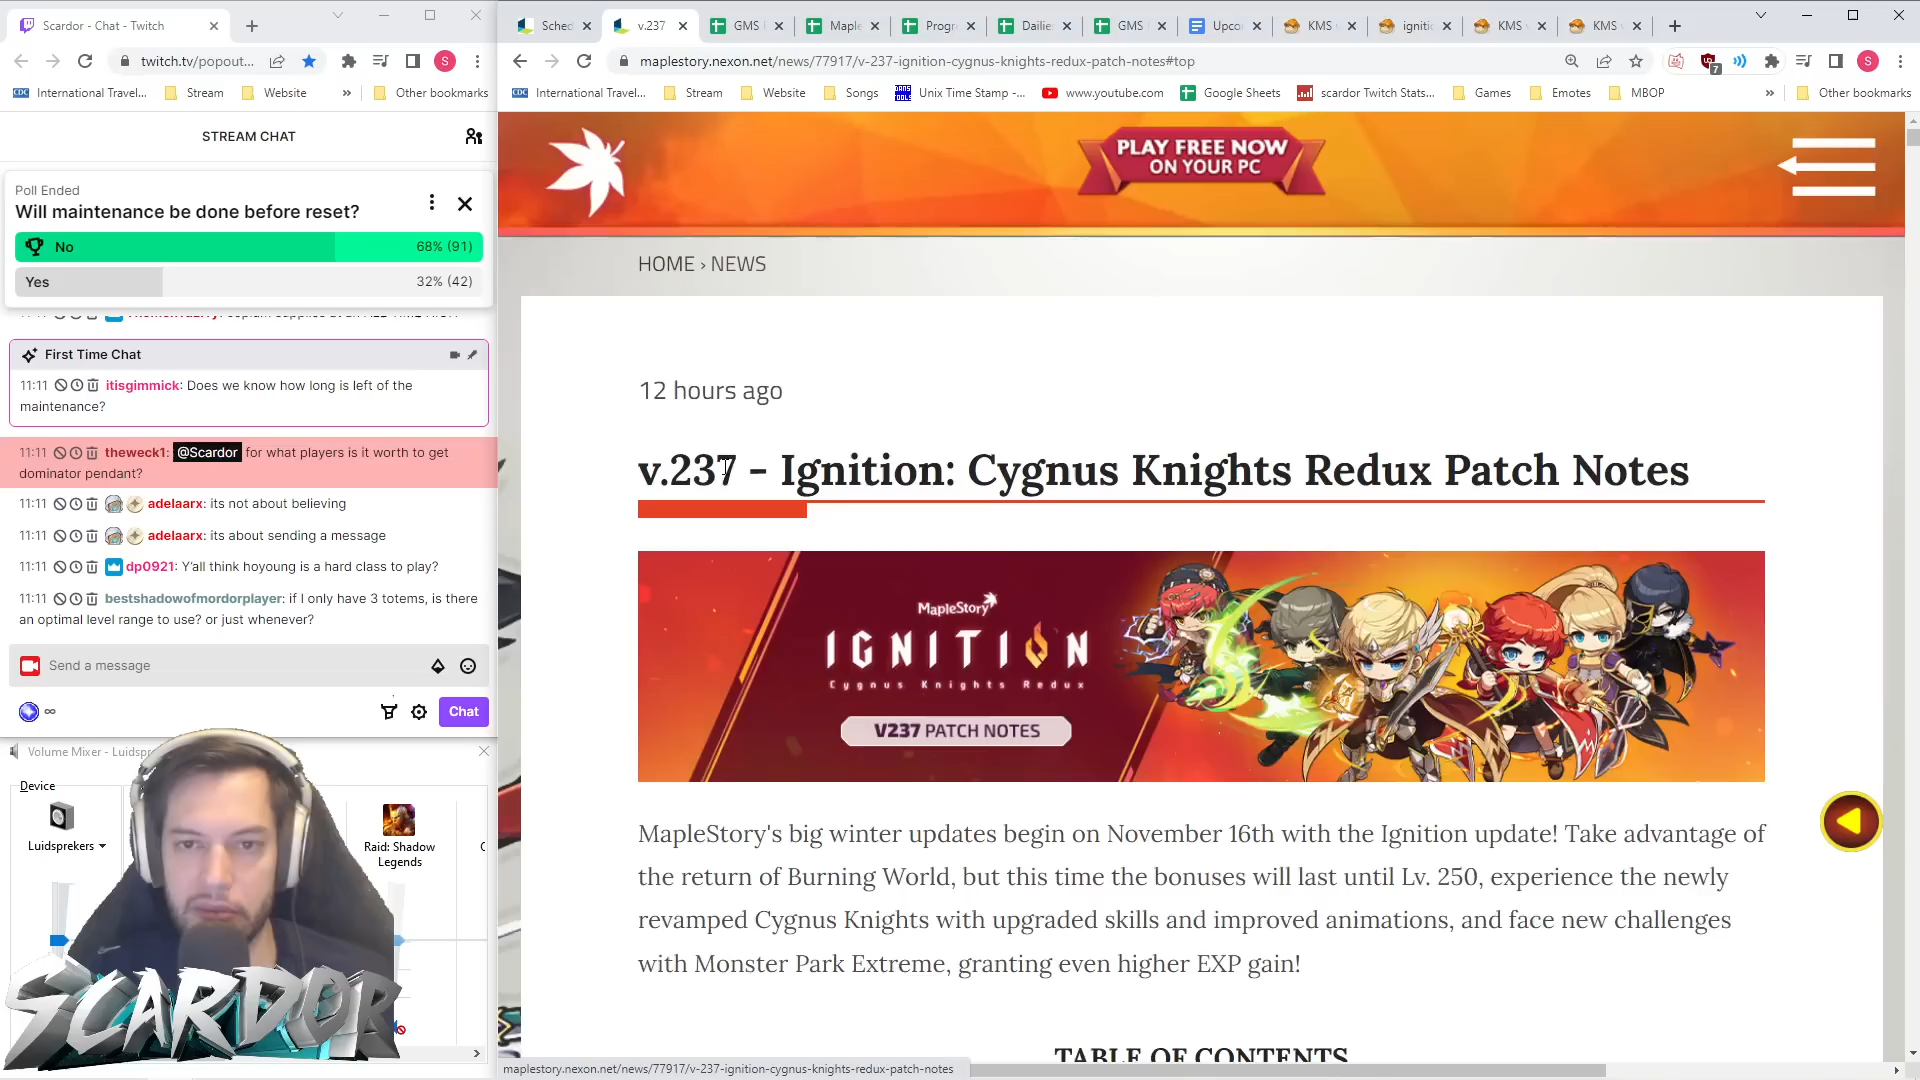 Scardor - Chat - Twitch
Sched
v.237
GMS
Maple
Progr
Dailie
GMS
Upco
KMS
igniti
KMS
KMS
twitch.tv/popout...
S
maplestory.nexon.net/news/77917/v-237-ignition-cygnus-knights-redux-patch-notes#top
7
S
International Travel...
Stream
Website
»
Other bookmarks
International Travel...
Stream
Website
Songs
Unix Time Stamp -...
www.youtube.com
Google Sheets
scardor Twitch Stats...
Games
Emotes
MBOP
»
Other bookmarks
STREAM CHAT
Poll Ended
Will maintenance be done before reset?
No 68% (91)
Yes 32% (42)
First Time Chat
11:11 itisgimmick: Does we know how long is left of the
maintenance?
11:11 theweck1: @Scardor for what players is it worth to get
dominator pendant?
11:11 adelaarx: its not about believing
11:11 adelaarx: its about sending a message
11:11 dp0921: Y'all think hoyoung is a hard class to play?
11:11 bestshadowofmordorplayer: if I only have 3 totems, is there
an optimal level range to use? or just whenever?
Send a message
∞
Chat
Volume Mixer - Luidspr
Device
Luidsprekers
Raid: Shadow
Legends
SCARDOR
PLAY FREE NOW
ON YOUR PC
HOME › NEWS
12 hours ago
v.237 - Ignition: Cygnus Knights Redux Patch Notes
MapleStory
IGNITION
Cygnus Knights Redux
V237 PATCH NOTES
MapleStory's big winter updates begin on November 16th with the Ignition update! Take advantage of
the return of Burning World, but this time the bonuses will last until Lv. 250, experience the newly
revamped Cygnus Knights with upgraded skills and improved animations, and face new challenges
with Monster Park Extreme, granting even higher EXP gain!
TABLE OF CONTENTS
maplestory.nexon.net/news/77917/v-237-ignition-cygnus-knights-redux-patch-notes